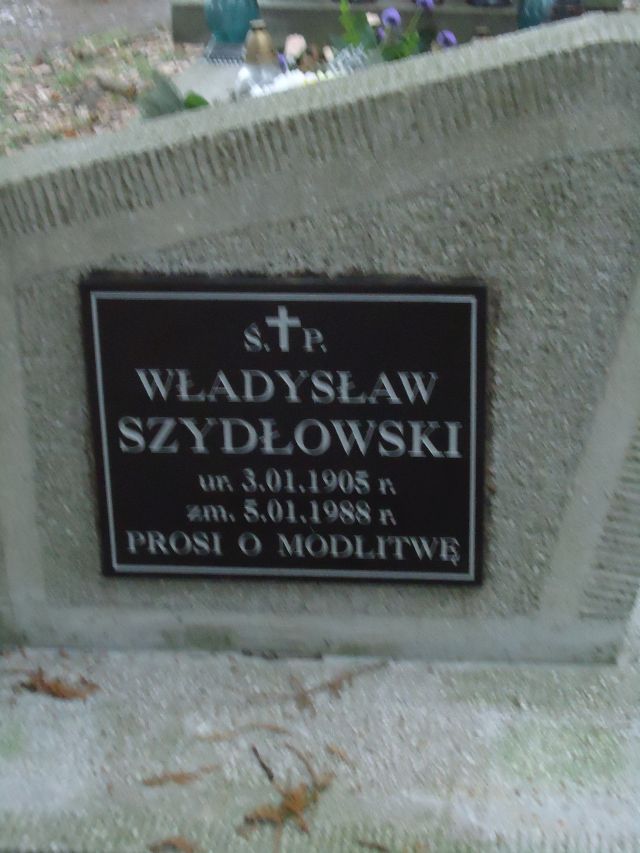 Ś. P.
WŁADYSŁAW
SZYDŁOWSKI
ur. 3.01.1905 r.
zm. 5.01.1988 r.
PROSI O MODLITWĘ